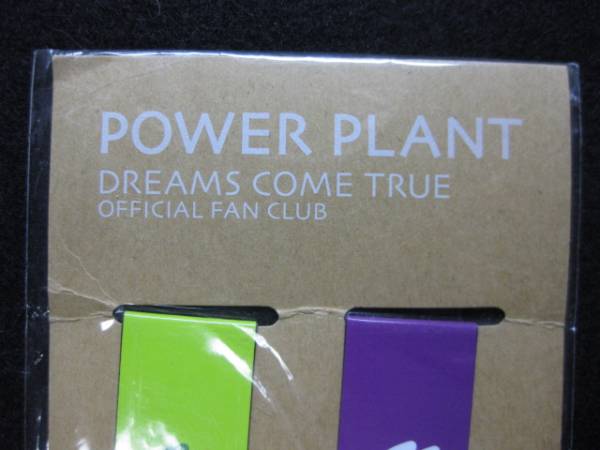 POWER PLANT
DREAMS COME TRUE
OFFICIAL FAN CLUB